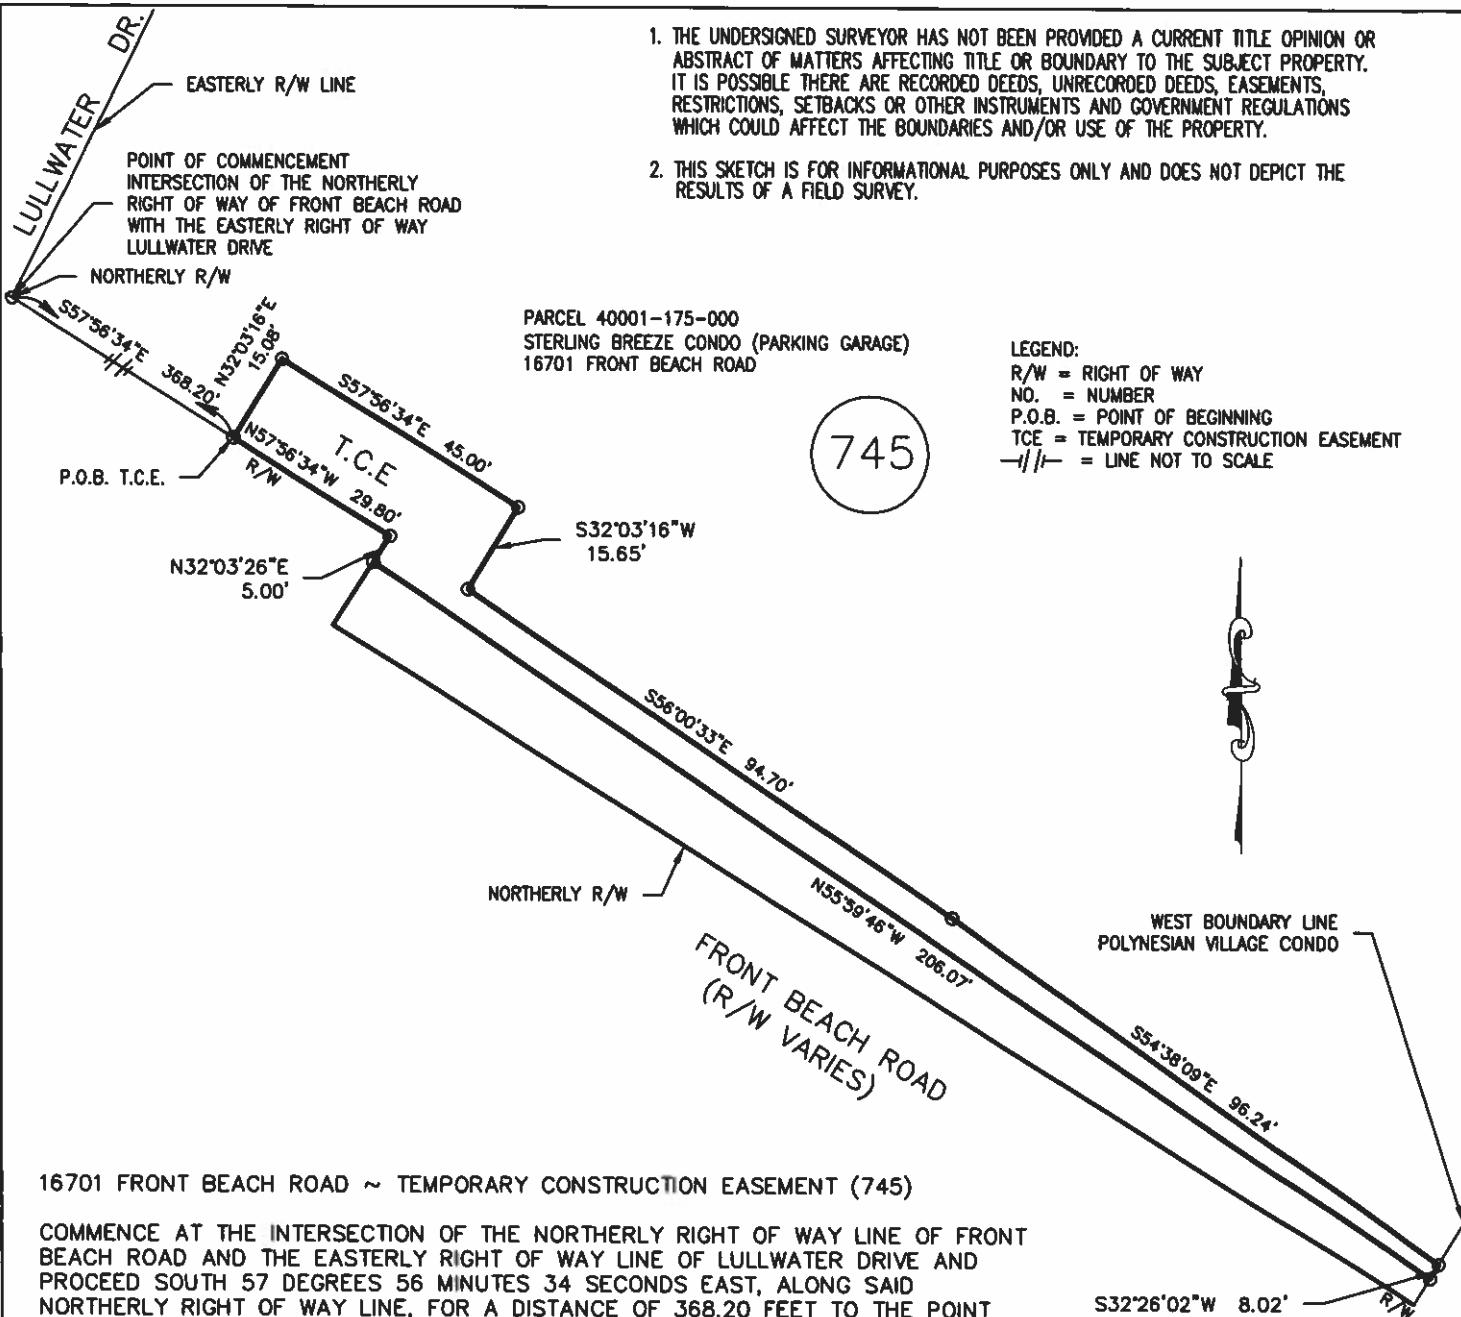 1. THE UNDERSIGNED SURVEYOR HAS NOT BEEN PROVIDED A CURRENT TITLE OPINION OR
ABSTRACT OF MATTERS AFFECTING TITLE OR BOUNDARY TO THE SUBJECT PROPERTY.
IT IS POSSIBLE THERE ARE RECORDED DEEDS, UNRECORDED DEEDS, EASEMENTS,
RESTRICTIONS, SETBACKS OR OTHER INSTRUMENTS AND GOVERNMENT REGULATIONS
WHICH COULD AFFECT THE BOUNDARIES AND/OR USE OF THE PROPERTY.
2. THIS SKETCH IS FOR INFORMATIONAL PURPOSES ONLY AND DOES NOT DEPICT THE
RESULTS OF A FIELD SURVEY.
LULLWATER DR.
EASTERLY R/W LINE
POINT OF COMMENCEMENT
INTERSECTION OF THE NORTHERLY
RIGHT OF WAY OF FRONT BEACH ROAD
WITH THE EASTERLY RIGHT OF WAY
LULLWATER DRIVE
NORTHERLY R/W
S57°56'34"E 368.20'
N32°03'16"E
15.08'
PARCEL 40001-175-000
STERLING BREEZE CONDO (PARKING GARAGE)
16701 FRONT BEACH ROAD
745
LEGEND:
R/W = RIGHT OF WAY
NO. = NUMBER
P.O.B. = POINT OF BEGINNING
TCE = TEMPORARY CONSTRUCTION EASEMENT
= LINE NOT TO SCALE
S57°56'34"E 45.00'
T.C.E
N57°56'34"W 29.80'
R/W
P.O.B. T.C.E.
S32°03'16"W
15.65'
N32°03'26"E
5.00'
S56°00'33"E 94.70'
NORTHERLY R/W
N55°59'46"W 206.07'
FRONT BEACH ROAD
(R/W VARIES)
WEST BOUNDARY LINE
POLYNESIAN VILLAGE CONDO
S54°38'09"E 96.24'
S32°26'02"W 8.02'
R/W
16701 FRONT BEACH ROAD ~ TEMPORARY CONSTRUCTION EASEMENT (745)
COMMENCE AT THE INTERSECTION OF THE NORTHERLY RIGHT OF WAY LINE OF FRONT
BEACH ROAD AND THE EASTERLY RIGHT OF WAY LINE OF LULLWATER DRIVE AND
PROCEED SOUTH 57 DEGREES 56 MINUTES 34 SECONDS EAST, ALONG SAID
NORTHERLY RIGHT OF WAY LINE, FOR A DISTANCE OF 368.20 FEET TO THE POINT